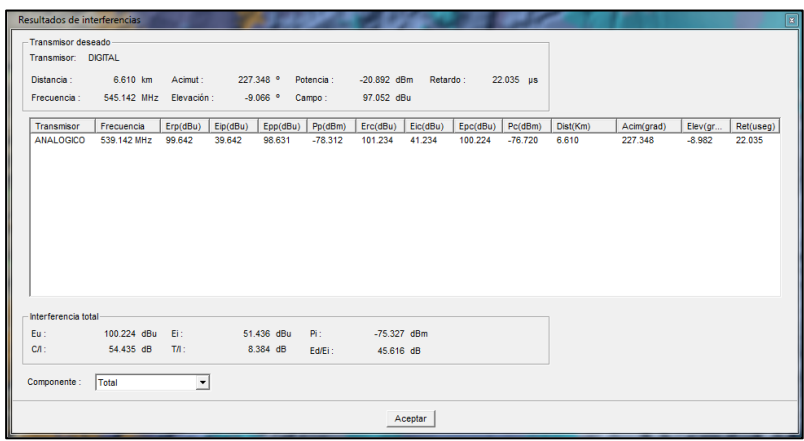 Resultados de interferencias
Transmisor deseado
Transmisor: DIGITAL
Distancia : 6.610 km Acimut : 227.348 º Potencia : -20.892 dBm Retardo : 22.035 µs
Frecuencia : 545.142 MHz Elevación : -9.066 º Campo : 97.052 dBu
Transmisor Frecuencia Erp(dBu) Eip(dBu) Epp(dBu) Pp(dBm) Erc(dBu) Eic(dBu) Epc(dBu) Pc(dBm) Dist(Km) Acim(grad) Elev(gr... Ret(useg)
ANALOGICO 539.142 MHz 99.642 39.642 98.631 -78.312 101.234 41.234 100.224 -76.720 6.610 227.348 -8.982 22.035
Interferencia total
Eu : 100.224 dBu Ei : 51.436 dBu Pi : -75.327 dBm
C/I : 54.435 dB T/I : 8.384 dB Ed/Ei : 45.616 dB
Componente : Total
Aceptar